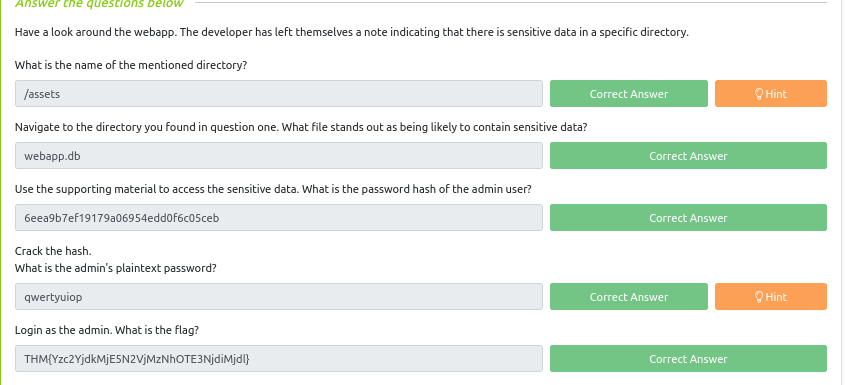 Answer the questions below
Have a look around the webapp. The developer has left themselves a note indicating that there is sensitive data in a specific directory.
What is the name of the mentioned directory?
/assets
Correct Answer
Hint
Navigate to the directory you found in question one. What file stands out as being likely to contain sensitive data?
webapp.db
Correct Answer
Use the supporting material to access the sensitive data. What is the password hash of the admin user?
6eea9b7ef19179a06954edd0f6c05ceb
Correct Answer
Crack the hash.
What is the admin's plaintext password?
qwertyuiop
Correct Answer
Hint
Login as the admin. What is the flag?
THM{Yzc2YjdkMjE5N2VjMzNhOTE3NjdiMjdl}
Correct Answer